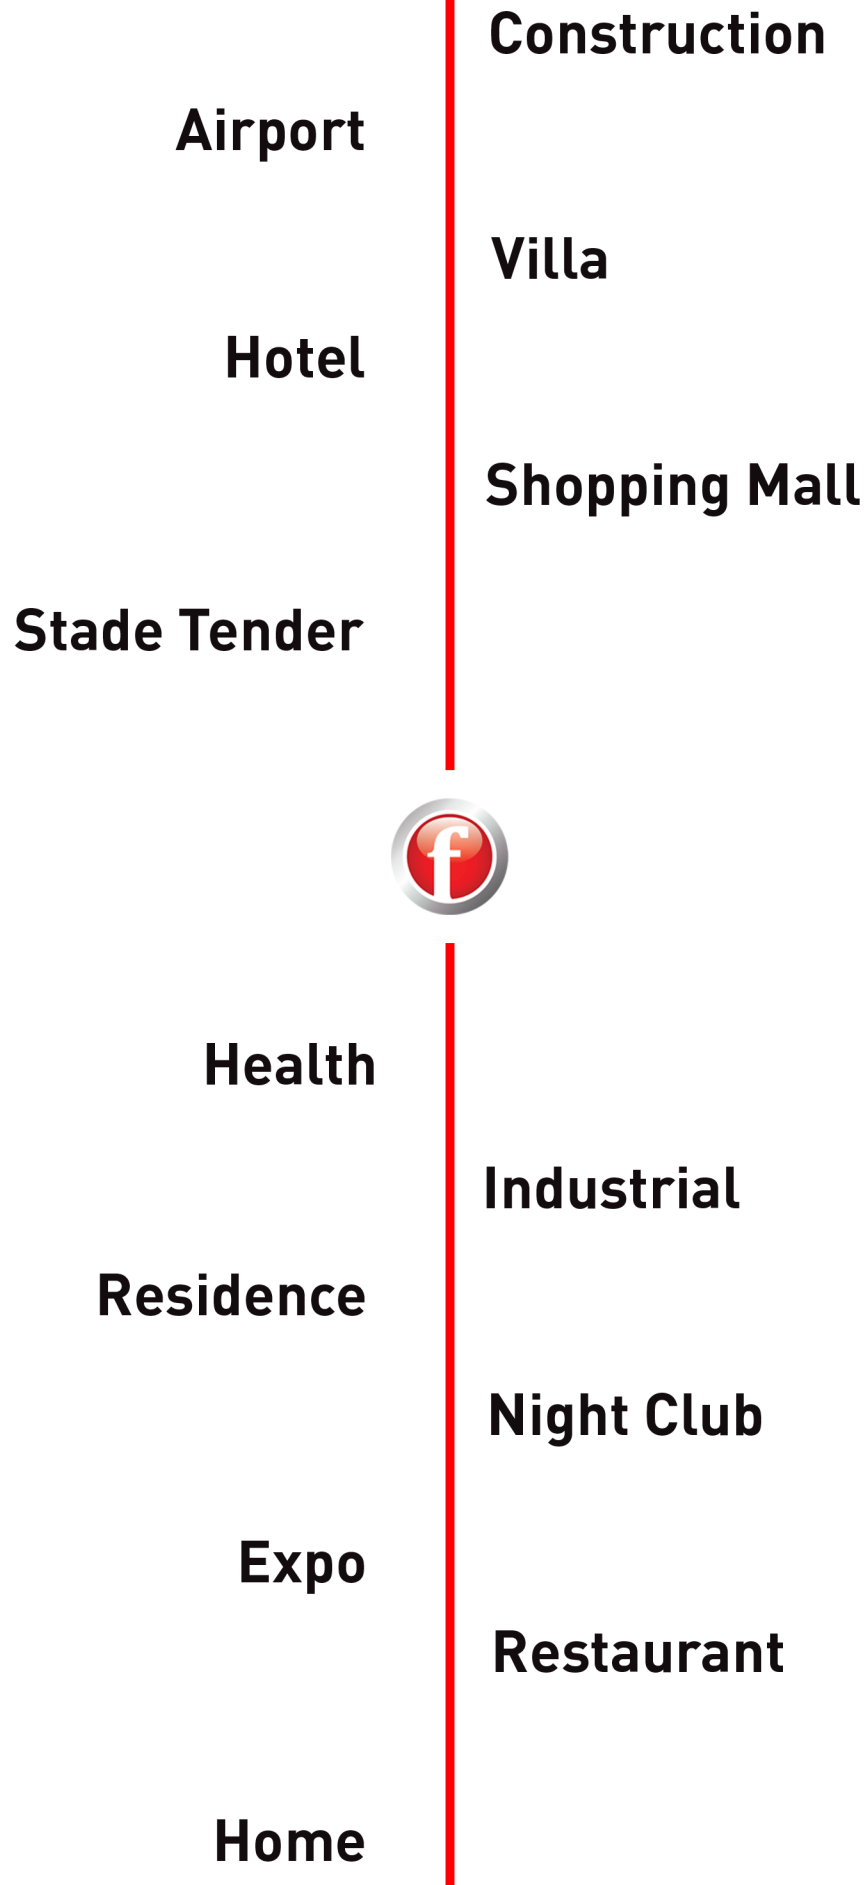 Construction
Airport
Villa
Hotel
Shopping Mall
Stade Tender
f
Health
Industrial
Residence
Night Club
Expo
Restaurant
Home